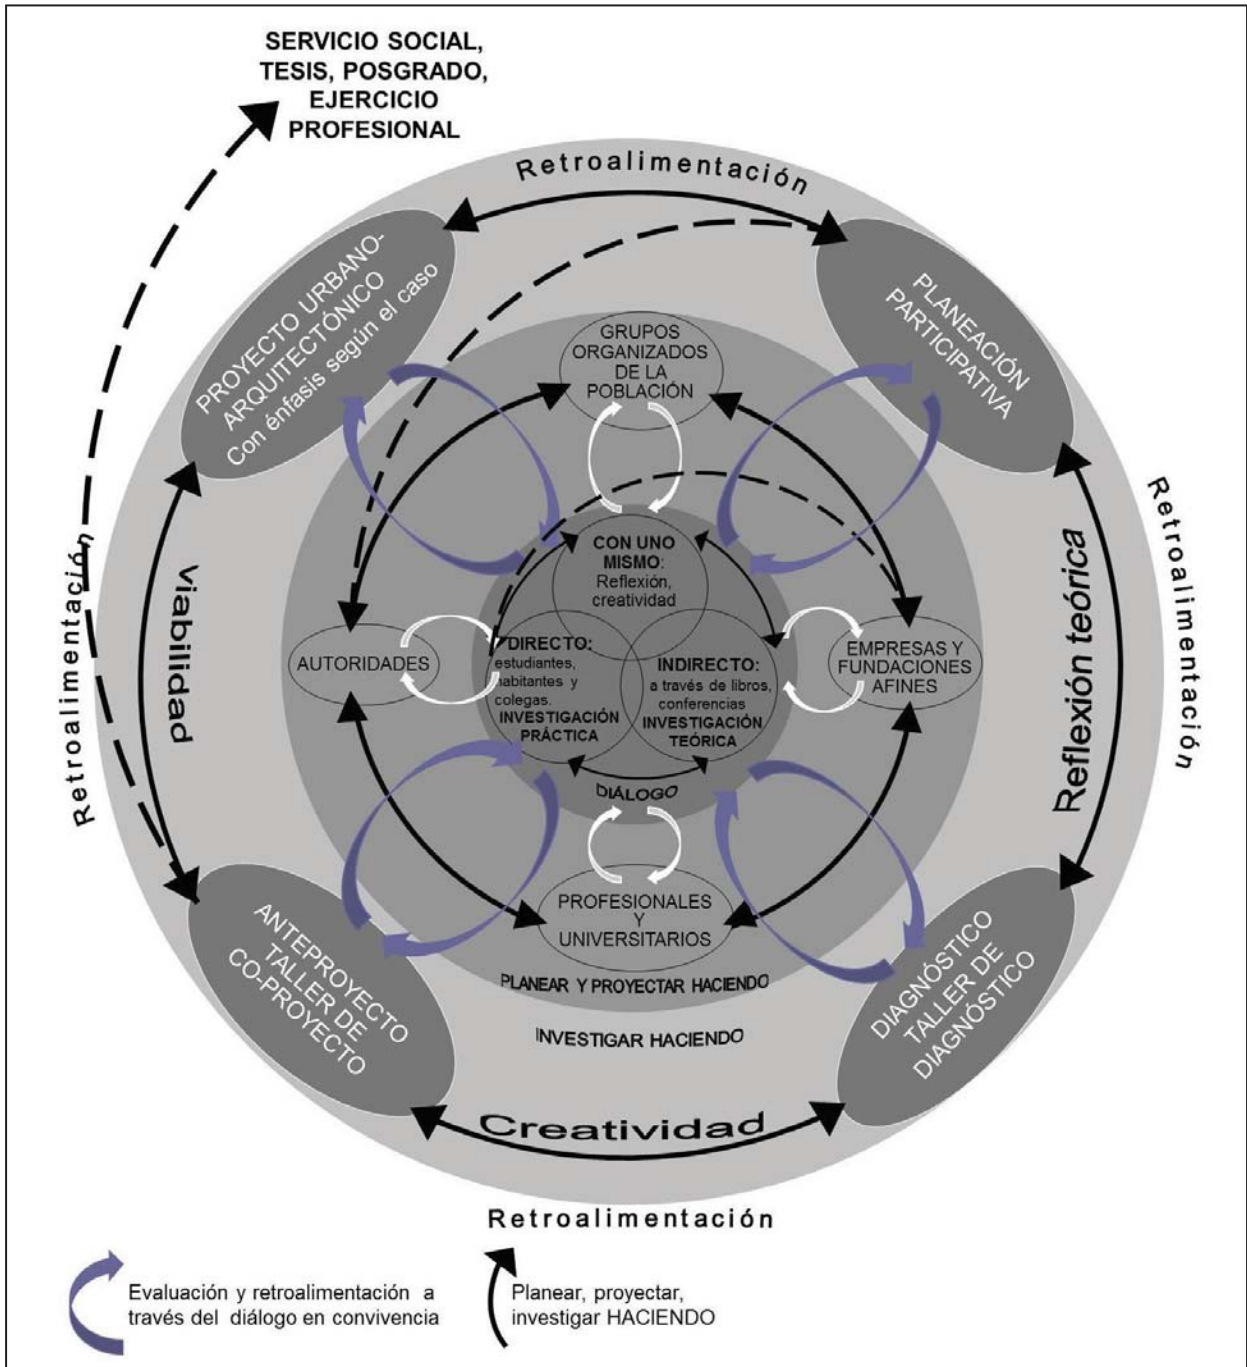 SERVICIO SOCIAL,
TESIS, POSGRADO,
EJERCICIO
PROFESIONAL
Retroalimentación
PROYECTO URBANO-
ARQUITECTÓNICO
Con énfasis según el caso
PLANEACIÓN
PARTICIPATIVA
GRUPOS
ORGANIZADOS
DE LA
POBLACIÓN
Retroalimentación
Viabilidad
AUTORIDADES
CON UNO
MISMO:
Reflexión,
creatividad
DIRECTO:
estudiantes,
habitantes y
colegas.
INVESTIGACIÓN
PRÁCTICA
INDIRECTO:
a través de libros,
conferencias
INVESTIGACIÓN
TEÓRICA
DIÁLOGO
EMPRESAS Y
FUNDACIONES
AFINES
Reflexión teórica
Retroalimentación
PROFESIONALES
Y
UNIVERSITARIOS
PLANEAR Y PROYECTAR HACIENDO
INVESTIGAR HACIENDO
ANTEPROYECTO
TALLER DE
CO-PROYECTO
DIAGNÓSTICO
TALLER DE
DIAGNÓSTICO
Creatividad
Retroalimentación
Evaluación y retroalimentación a
través del diálogo en convivencia
Planear, proyectar,
investigar HACIENDO